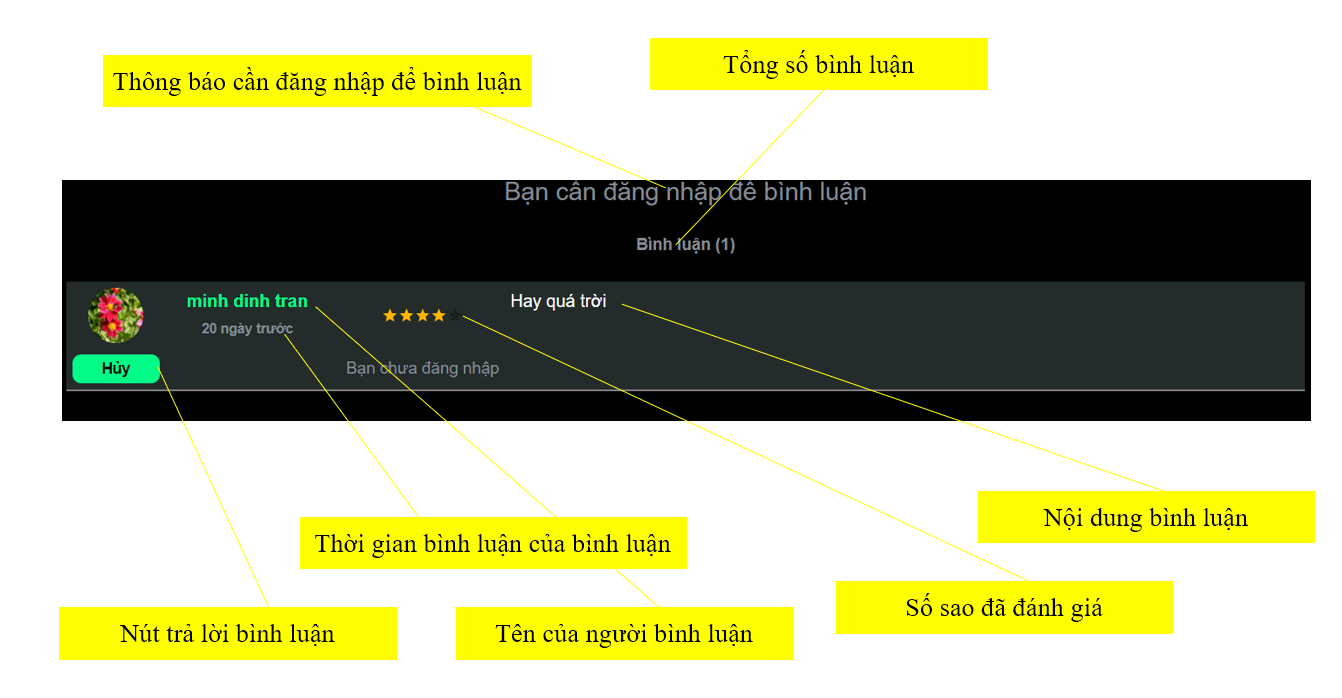 Tổng số bình luận
Thông báo cần đăng nhập để bình luận
Bạn cần đăng nhập để bình luận
Bình luận (1)
minh dinh tran
Hay quá trời
20 ngày trước
Hủy
Bạn chưa đăng nhập
Nội dung bình luận
Thời gian bình luận của bình luận
Số sao đã đánh giá
Nút trả lời bình luận
Tên của người bình luận